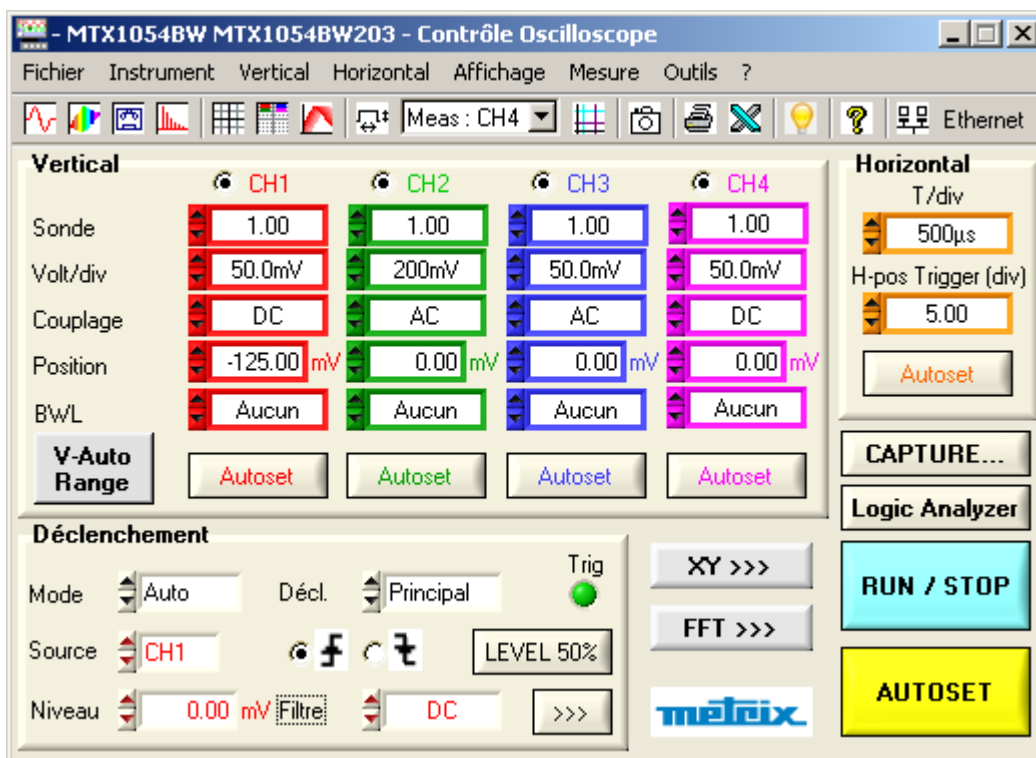 - MTX1054BW MTX1054BW203 - Contrôle Oscilloscope
Fichier Instrument Vertical Horizontal Affichage Mesure Outils ?
Meas : CH4 Ethernet
Vertical
CH1 CH2 CH3 CH4
Sonde 1.00 1.00 1.00 1.00
Volt/div 50.0mV 200mV 50.0mV 50.0mV
Couplage DC AC AC DC
Position -125.00 mV 0.00 mV 0.00 mV 0.00 mV
BWL Aucun Aucun Aucun Aucun
V-Auto
Range
Autoset Autoset Autoset Autoset
Horizontal
T/div
500µs
H-pos Trigger (div)
5.00
Autoset
CAPTURE...
Logic Analyzer
RUN / STOP
AUTOSET
Déclenchement
Trig
Mode Auto Décl. Principal
Source CH1 LEVEL 50%
Niveau 0.00 mV Filtre DC >>>
XY >>>
FFT >>>
metrix